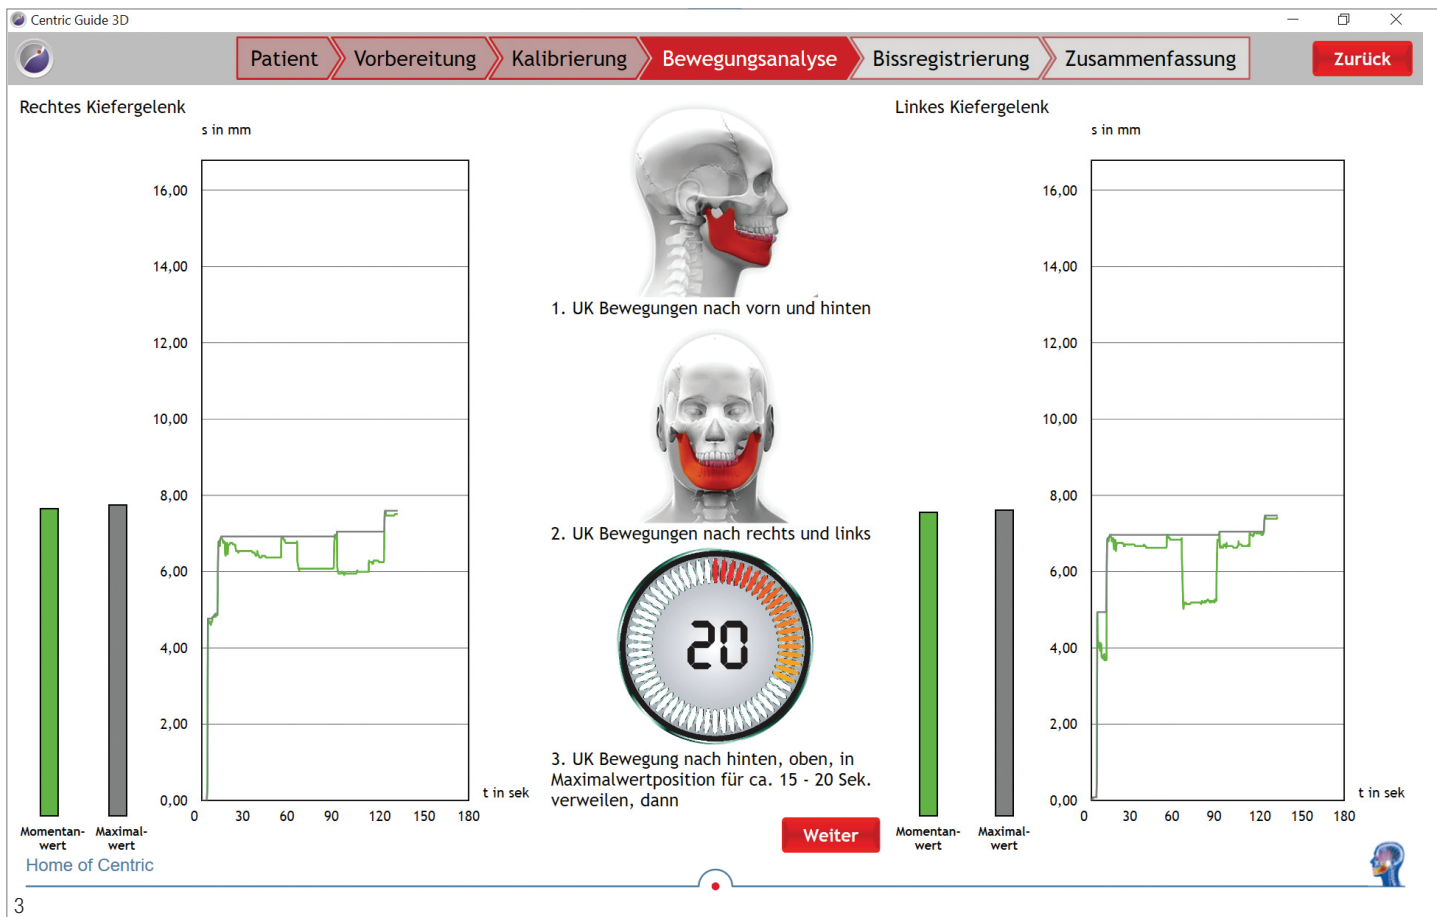 Centric Guide 3D
Patient
Vorbereitung
Kalibrierung
Bewegungsanalyse
Bissregistrierung
Zusammenfassung
Zurück
Rechtes Kiefergelenk
s in mm
16,00
14,00
12,00
10,00
8,00
6,00
4,00
2,00
0,00
0 30 60 90 120 150 180
t in sek
Momentan-
wert
Maximal-
wert
1. UK Bewegungen nach vorn und hinten
2. UK Bewegungen nach rechts und links
20
3. UK Bewegung nach hinten, oben, in
Maximalwertposition für ca. 15 - 20 Sek.
verweilen, dann
Weiter
Linkes Kiefergelenk
s in mm
16,00
14,00
12,00
10,00
8,00
6,00
4,00
2,00
0,00
0 30 60 90 120 150 180
t in sek
Momentan-
wert
Maximal-
wert
Home of Centric
3